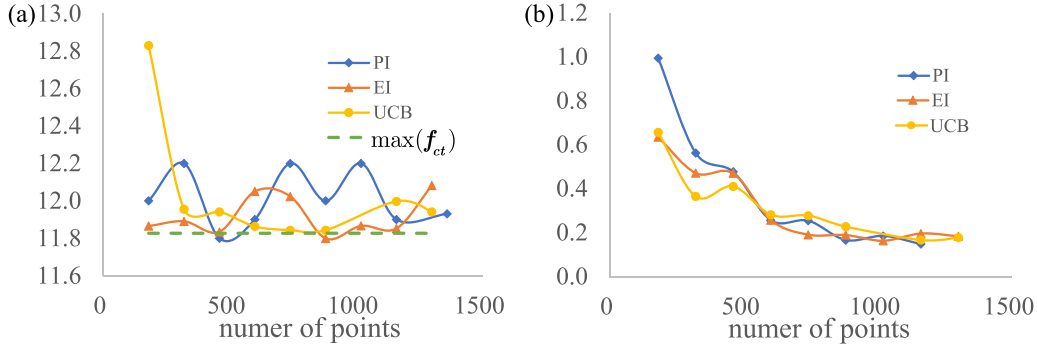 (a)
13.0
12.8
12.6
12.4
12.2
12.0
11.8
11.6
0
500
1000
1500
numer of points
PI
EI
UCB
max(f_ct)
(b)
1.2
1.0
0.8
0.6
0.4
0.2
0.0
0
500
1000
1500
numer of points
PI
EI
UCB